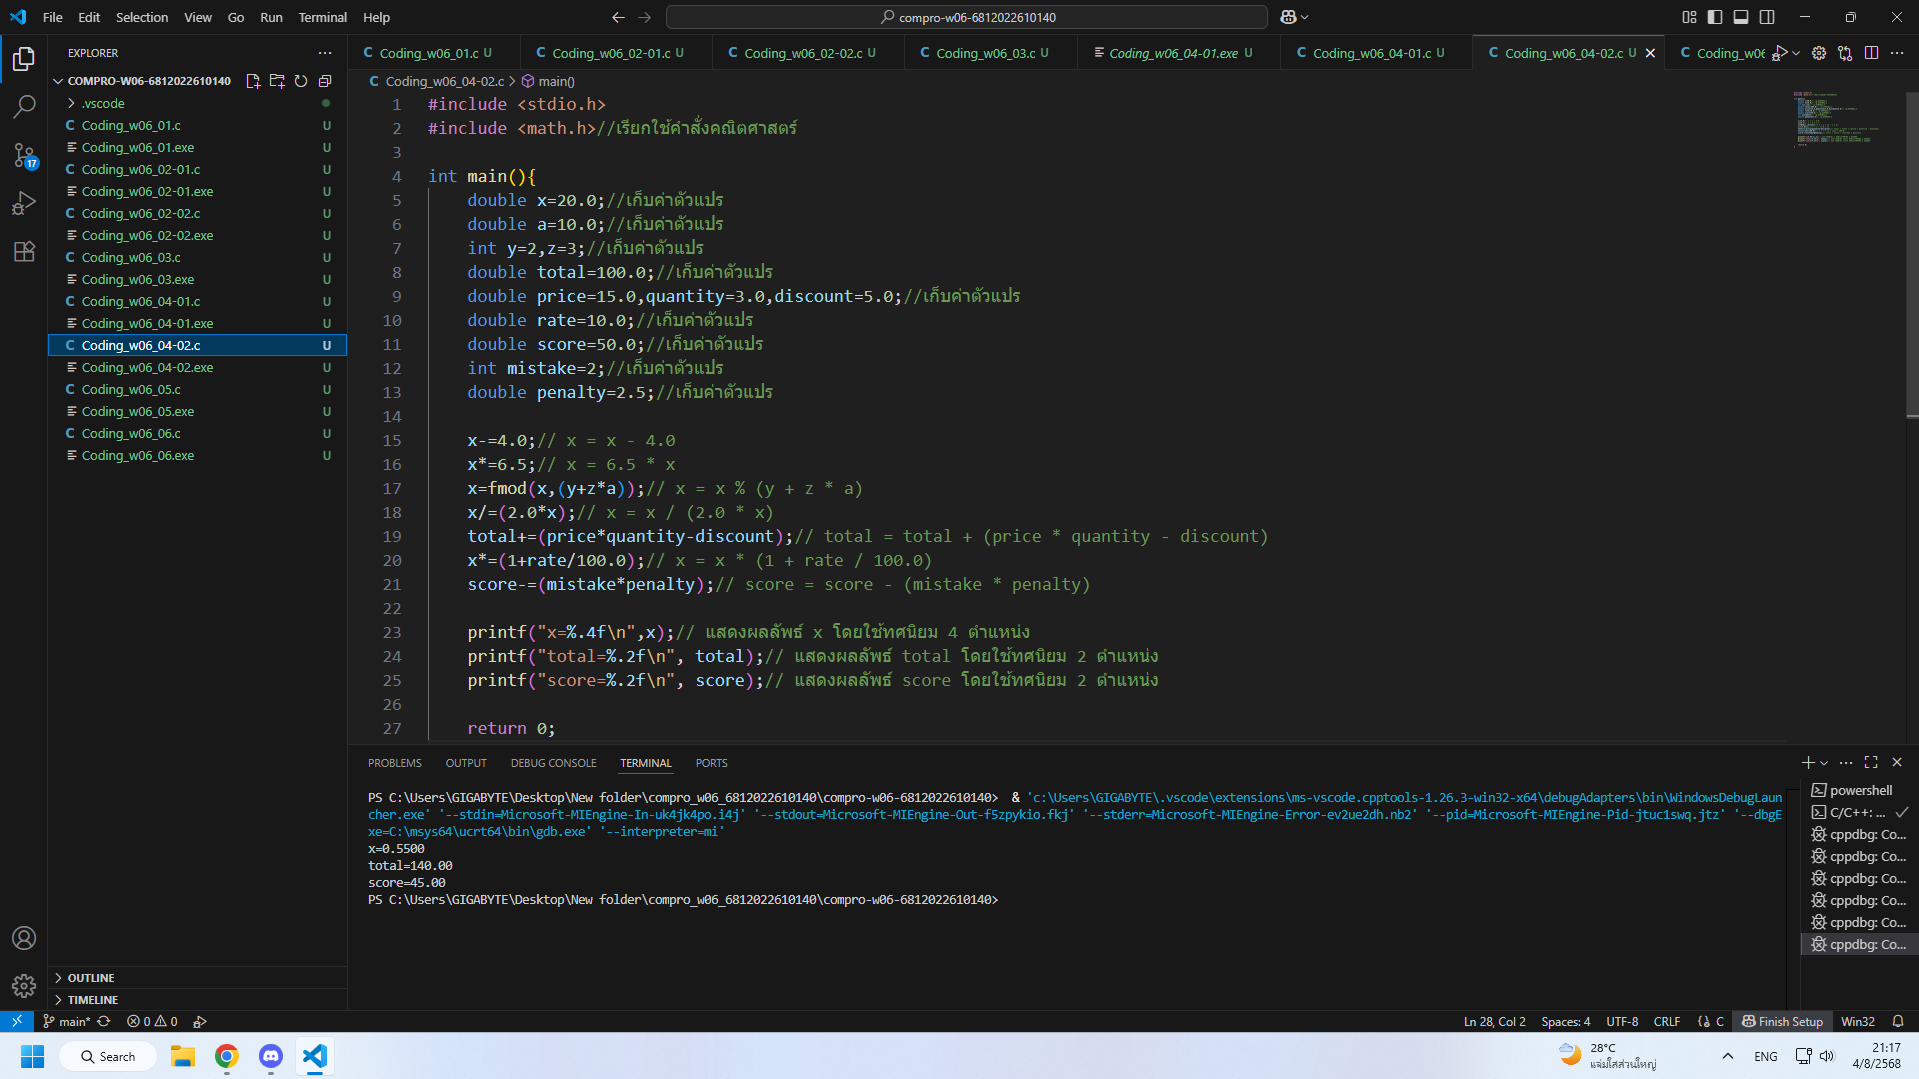 File Edit Selection View Go Run Terminal Help
compro-w06-6812022610140
EXPLORER
COMPRO-W06-6812022610140
.vscode
Coding_w06_01.c U
Coding_w06_01.exe U
Coding_w06_02-01.c U
Coding_w06_02-01.exe U
Coding_w06_02-02.c U
Coding_w06_02-02.exe U
Coding_w06_03.c U
Coding_w06_03.exe U
Coding_w06_04-01.c U
Coding_w06_04-01.exe U
Coding_w06_04-02.c U
Coding_w06_04-02.exe U
Coding_w06_05.c U
Coding_w06_05.exe U
Coding_w06_06.c U
Coding_w06_06.exe U
OUTLINE
TIMELINE
17
Coding_w06_01.c U Coding_w06_02-01.c U Coding_w06_02-02.c U Coding_w06_03.c U Coding_w06_04-01.exe U Coding_w06_04-01.c U Coding_w06_04-02.c U Coding_w06
Coding_w06_04-02.c > main()
1 #include <stdio.h>
2 #include <math.h>//เรียกใช้คำสั่งคณิตศาสตร์
3
4 int main(){
5 double x=20.0;//เก็บค่าตัวแปร
6 double a=10.0;//เก็บค่าตัวแปร
7 int y=2,z=3;//เก็บค่าตัวแปร
8 double total=100.0;//เก็บค่าตัวแปร
9 double price=15.0,quantity=3.0,discount=5.0;//เก็บค่าตัวแปร
10 double rate=10.0;//เก็บค่าตัวแปร
11 double score=50.0;//เก็บค่าตัวแปร
12 int mistake=2;//เก็บค่าตัวแปร
13 double penalty=2.5;//เก็บค่าตัวแปร
14
15 x-=4.0;// x = x - 4.0
16 x*=6.5;// x = 6.5 * x
17 x=fmod(x,(y+z*a));// x = x % (y + z * a)
18 x/=(2.0*x);// x = x / (2.0 * x)
19 total+=(price*quantity-discount);// total = total + (price * quantity - discount)
20 x*=(1+rate/100.0);// x = x * (1 + rate / 100.0)
21 score-=(mistake*penalty);// score = score - (mistake * penalty)
22
23 printf("x=%.4f\n",x);// แสดงผลลัพธ์ x โดยใช้ทศนิยม 4 ตำแหน่ง
24 printf("total=%.2f\n", total);// แสดงผลลัพธ์ total โดยใช้ทศนิยม 2 ตำแหน่ง
25 printf("score=%.2f\n", score);// แสดงผลลัพธ์ score โดยใช้ทศนิยม 2 ตำแหน่ง
26
27 return 0;
PROBLEMS OUTPUT DEBUG CONSOLE TERMINAL PORTS
PS C:\Users\GIGABYTE\Desktop\New folder\compro_w06_6812022610140\compro-w06-6812022610140> & 'c:\Users\GIGABYTE\.vscode\extensions\ms-vscode.cpptools-1.26.3-win32-x64\debugAdapters\bin\WindowsDebugLaun
cher.exe' '--stdin=Microsoft-MIEngine-In-uk4jk4po.i4j' '--stdout=Microsoft-MIEngine-Out-f5zpykio.fkj' '--stderr=Microsoft-MIEngine-Error-ev2ue2dh.nb2' '--pid=Microsoft-MIEngine-Pid-jtuc1swq.jtz' '--dbgE
xe=C:\msys64\ucrt64\bin\gdb.exe' '--interpreter=mi'
x=0.5500
total=140.00
score=45.00
PS C:\Users\GIGABYTE\Desktop\New folder\compro_w06_6812022610140\compro-w06-6812022610140>
powershell
C/C++: ...
cppdbg: Co...
cppdbg: Co...
cppdbg: Co...
cppdbg: Co...
cppdbg: Co...
cppdbg: Co...
main* 0 0 Ln 28, Col 2 Spaces: 4 UTF-8 CRLF {} C Finish Setup Win32
Search
28°C
แจ่มใสส่วนใหญ่
ENG
21:17
4/8/2568